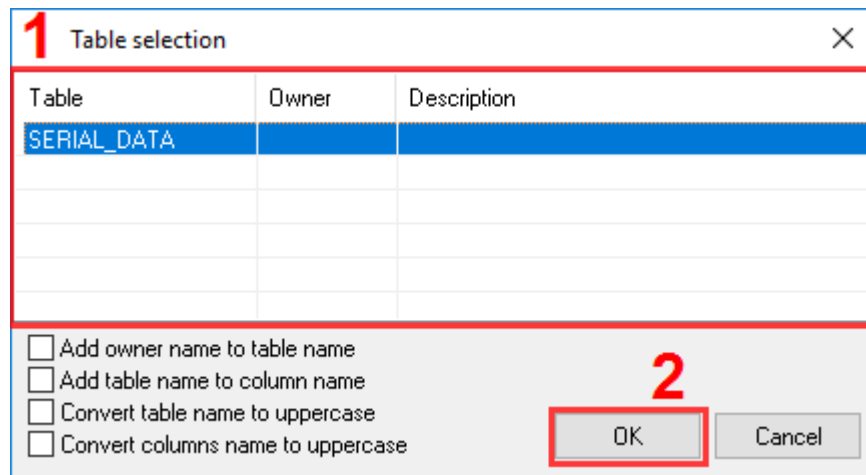 1 Table selection
Table Owner Description
SERIAL_DATA
Add owner name to table name
Add table name to column name
2
Convert table name to uppercase
Convert columns name to uppercase
OK Cancel